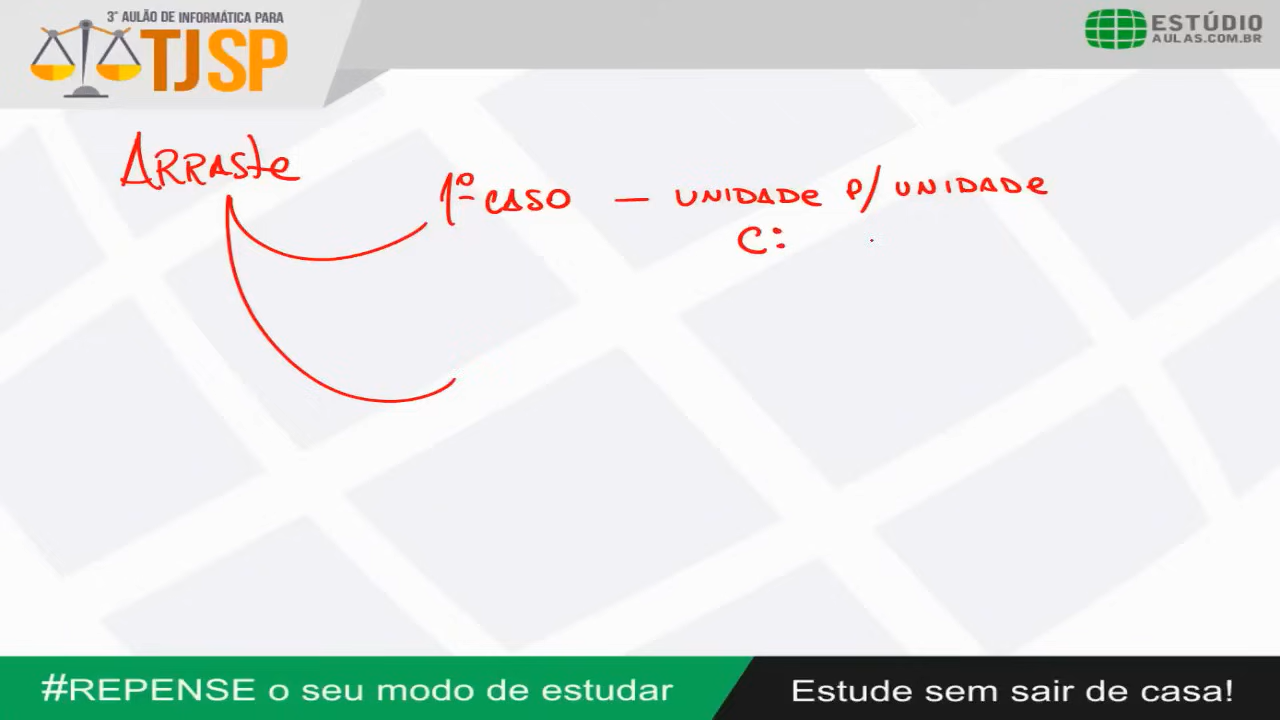 3° AULÃO DE INFORMÁTICA PARA
TJSP
ESTÚDIO
AULAS.COM.BR
ARRASTE
1º CASO — UNIDADE P/ UNIDADE
C:
#REPENSE o seu modo de estudar
Estude sem sair de casa!